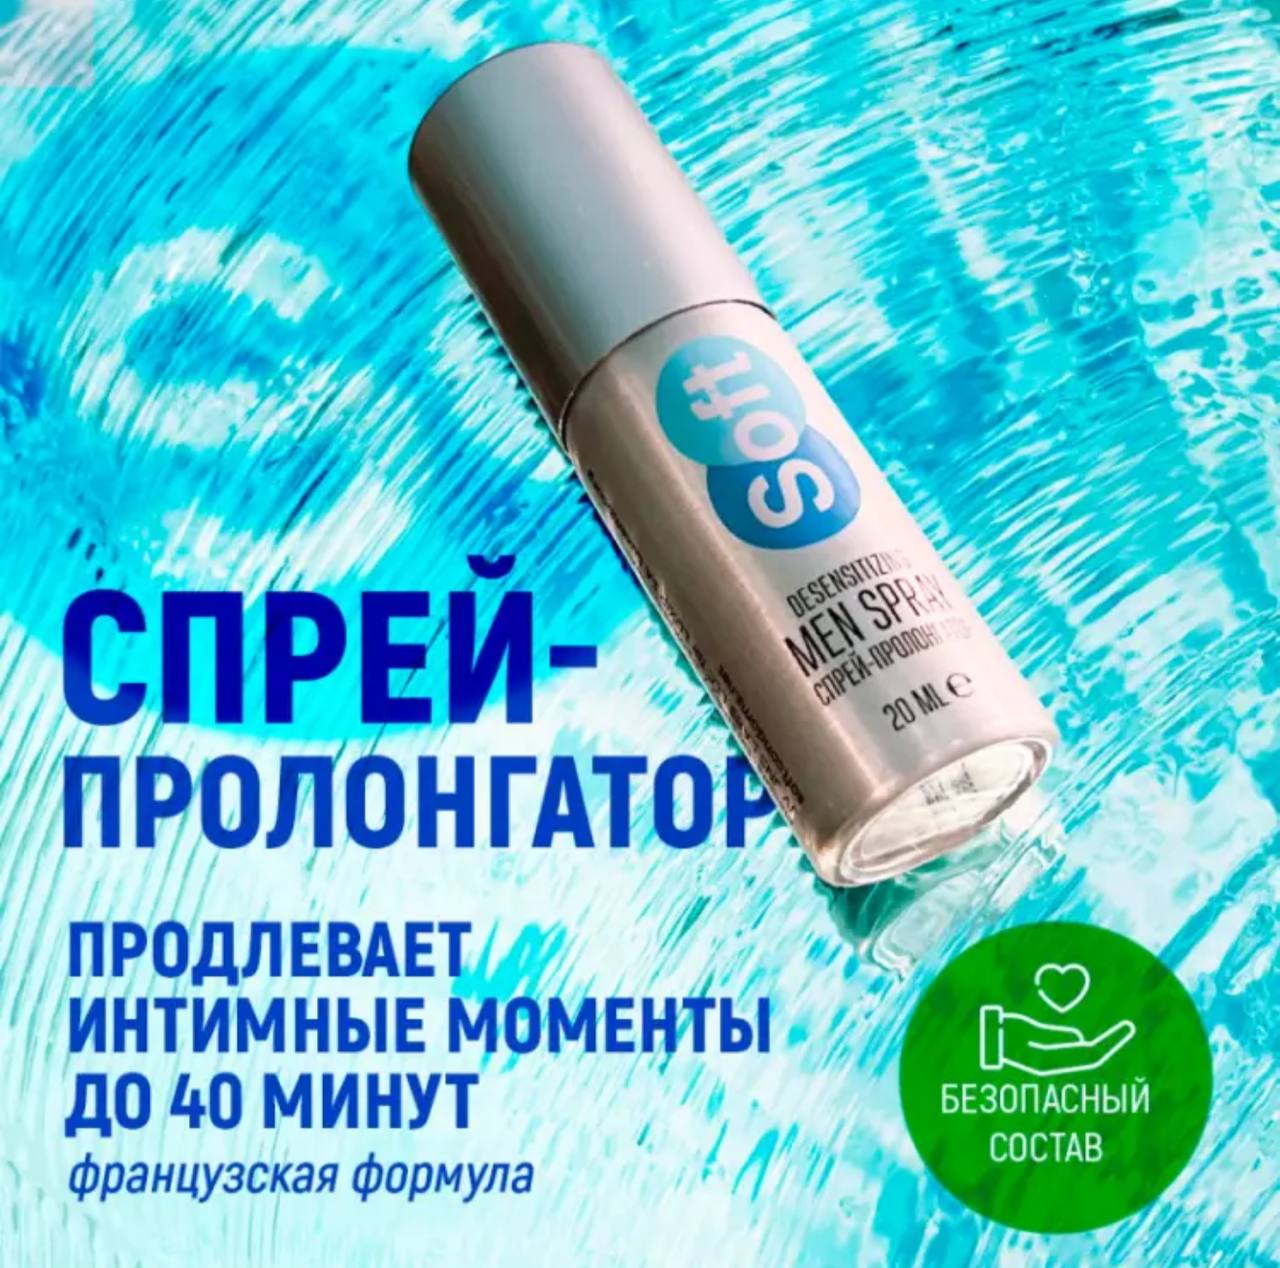 Soft
DESENSITIZING
MEN SPRAY
СПРЕЙ-ПРОЛОНГАТОР
20 ML ℮
СПРЕЙ-
ПРОЛОНГАТОР
ПРОДЛЕВАЕТ
ИНТИМНЫЕ МОМЕНТЫ
ДО 40 МИНУТ
французская формула
БЕЗОПАСНЫЙ
СОСТАВ